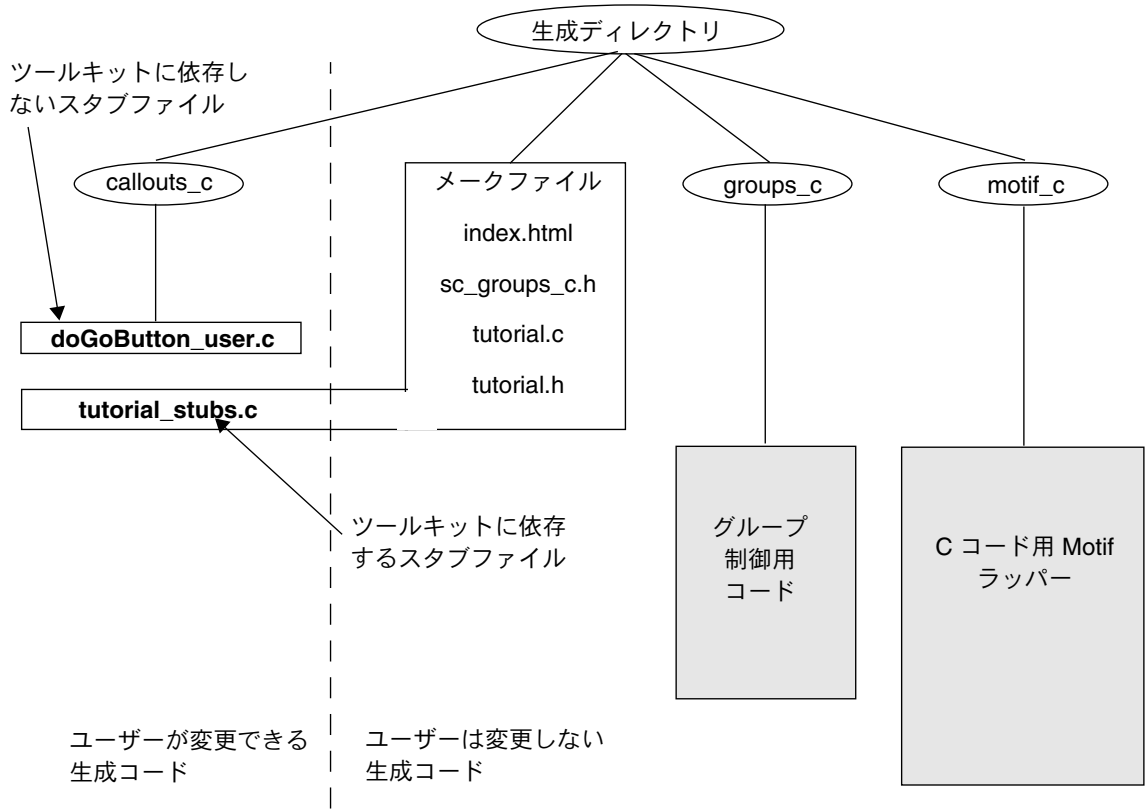 生成ディレクトリ
ツールキットに依存し
ないスタブファイル
callouts_c
メークファイル
index.html
sc_groups_c.h
tutorial.c
tutorial.h
groups_c
motif_c
doGoButton_user.c
tutorial_stubs.c
ツールキットに依存
するスタブファイル
グループ
制御用
コード
C コード用 Motif
ラッパー
ユーザーが変更できる
生成コード
ユーザーは変更しない
生成コード